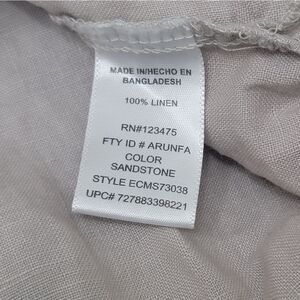 MADE IN/HECHO EN
BANGLADESH
100% LINEN
RN#123475
FTY ID # ARUNFA
COLOR
SANDSTONE
STYLE ECMS73038
UPC# 727883398221